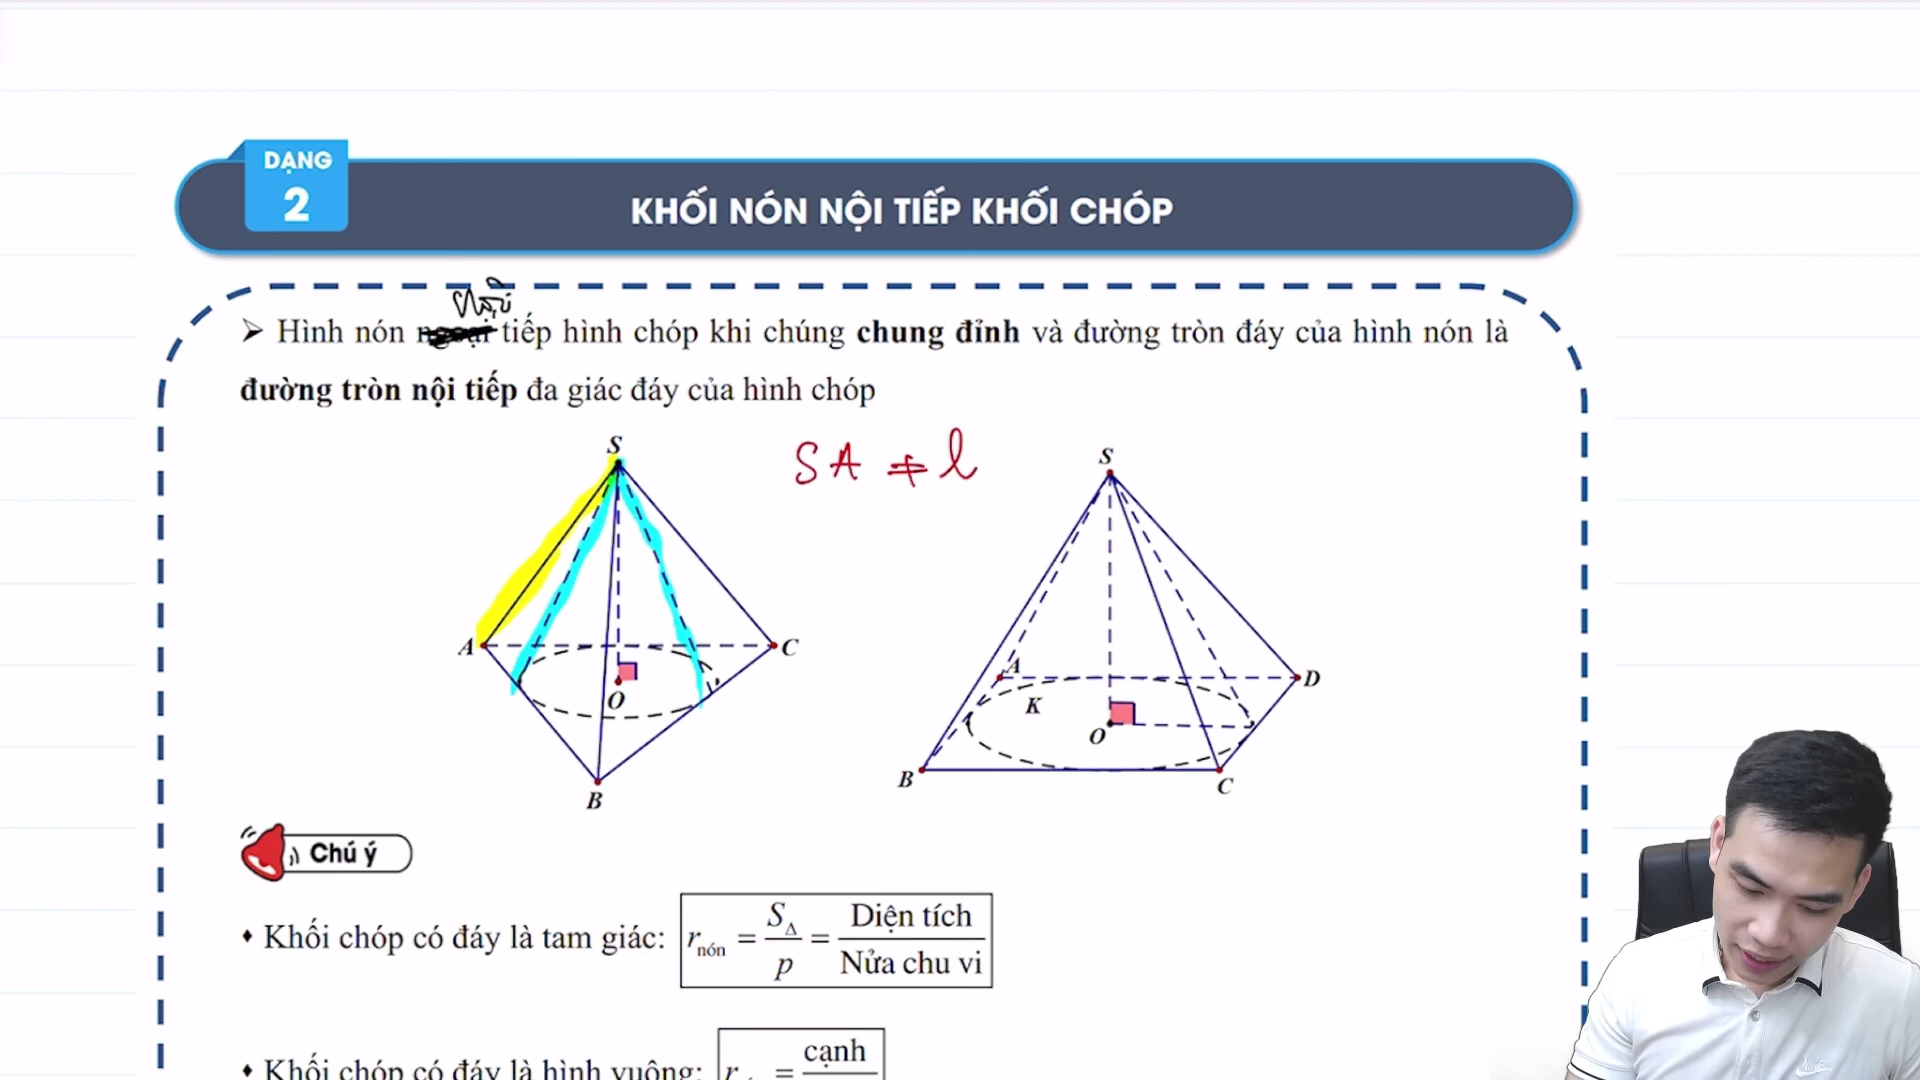 DẠNG
2
KHỐI NÓN NỘI TIẾP KHỐI CHÓP
nội
➢ Hình nón ngoại tiếp hình chóp khi chúng chung đỉnh và đường tròn đáy của hình nón là
đường tròn nội tiếp đa giác đáy của hình chóp
SA ≠ l
S
A
C
O
B
S
A
D
K
O
B
C
Chú ý
• Khối chóp có đáy là tam giác: r nón = S∆ / p = Diện tích / Nửa chu vi
• Khối chóp có đáy là hình vuông: r = cạnh